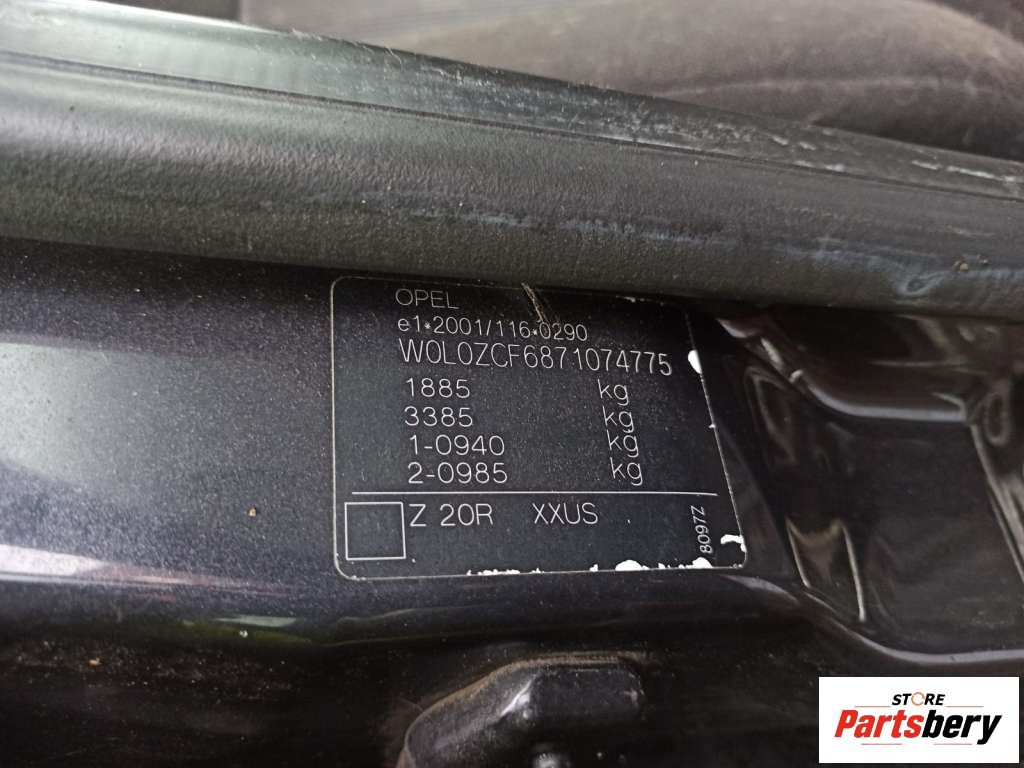 OPEL
e1*2001/116*0290
W0L0ZCF6871074775
1885 kg
3385 kg
1-0940 kg
2-0985 kg
Z 20R XXUS
8097Z
STORE
Partsbery